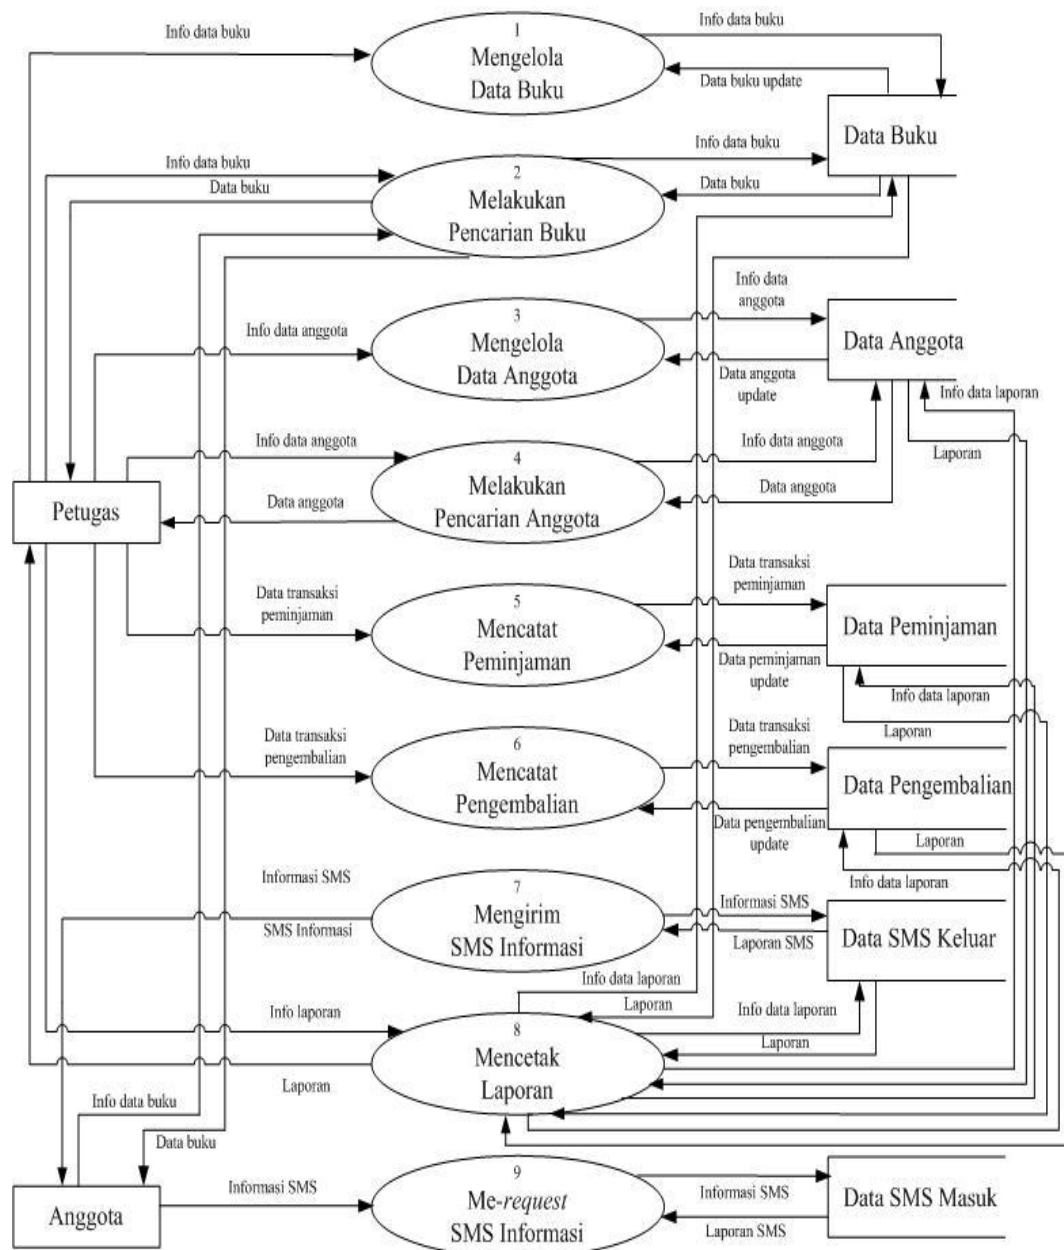 Info data buku
1
Mengelola
Data Buku
Info data buku
Data buku update
Data Buku
Info data buku
Data buku
2
Melakukan
Pencarian Buku
Info data buku
Data buku
Info data anggota
3
Mengelola
Data Anggota
Info data
anggota
Data anggota
update
Data Anggota
Info data laporan
Laporan
Info data anggota
Data anggota
4
Melakukan
Pencarian Anggota
Info data anggota
Data anggota
Petugas
Data transaksi
peminjaman
5
Mencatat
Peminjaman
Data transaksi
peminjaman
Data peminjaman
update
Data Peminjaman
Info data laporan
Laporan
Data transaksi
pengembalian
6
Mencatat
Pengembalian
Data transaksi
pengembalian
Data pengembalian
update
Data Pengembalian
Laporan
Info data laporan
Informasi SMS
SMS Informasi
7
Mengirim
SMS Informasi
Informasi SMS
Laporan SMS
Data SMS Keluar
Info data laporan
Laporan
Info data laporan
Laporan
Info laporan
Laporan
8
Mencetak
Laporan
Info data buku
Data buku
Anggota
Informasi SMS
9
Me-request
SMS Informasi
Informasi SMS
Laporan SMS
Data SMS Masuk